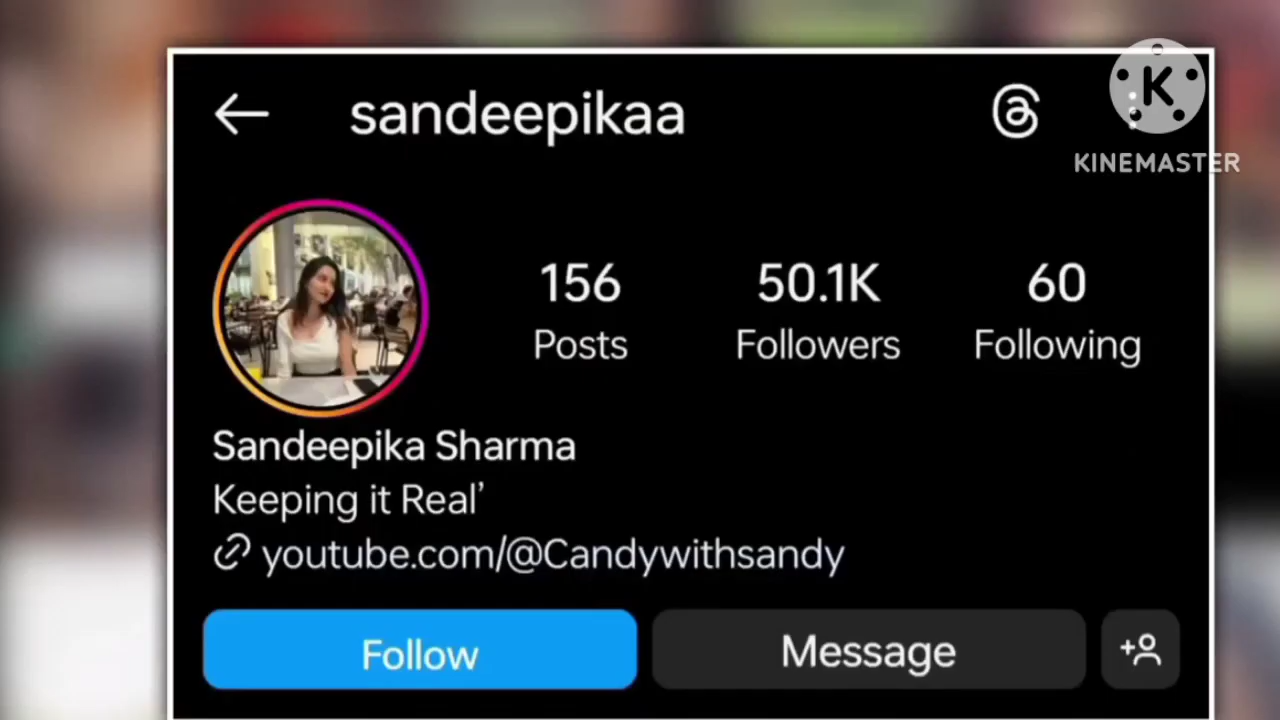 sandeepikaa
K
KINEMASTER
156
50.1K
60
Posts
Followers
Following
Sandeepika Sharma
Keeping it Real’
youtube.com/@Candywithsandy
Follow
Message